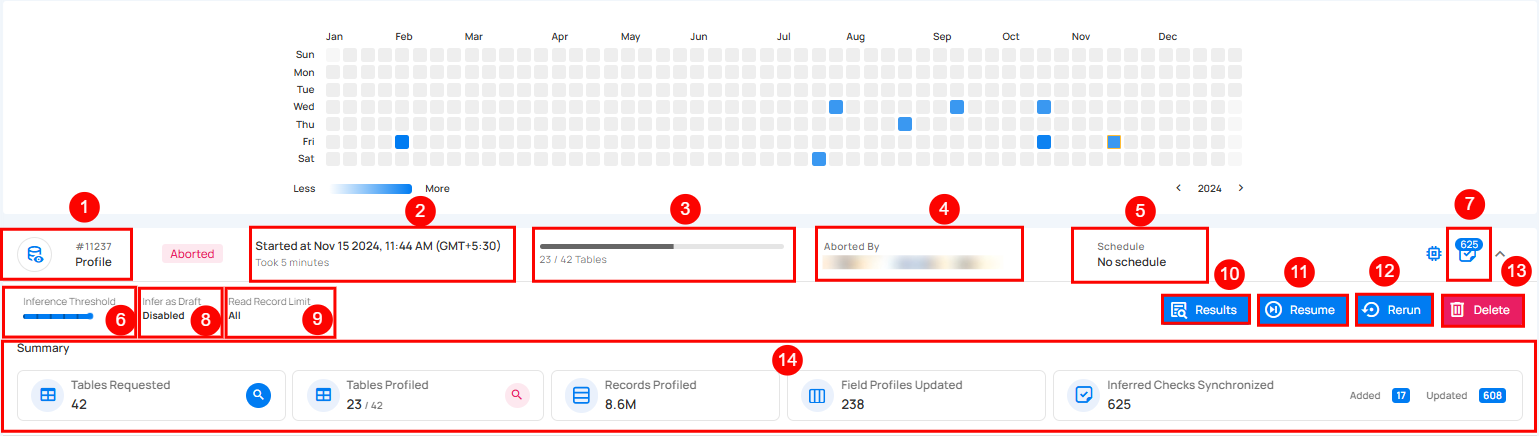 Jan Feb Mar Apr May Jun Jul Aug Sep Oct Nov Dec
Sun
Mon
Tue
Wed
Thu
Fri
Sat
Less More 2024
1 2 3 4 5 7
#11237
Profile
Aborted
Started at Nov 15 2024, 11:44 AM (GMT+5:30)
Took 5 minutes
23 / 42 Tables
Aborted By
Schedule
No schedule
625
10 11 12 13
Inference Threshold
6
Infer as Draft
Disabled
8
Read Record Limit
All
9
Results
Resume
Rerun
Delete
Summary
14
Tables Requested
42
Tables Profiled
23 / 42
Records Profiled
8.6M
Field Profiles Updated
238
Inferred Checks Synchronized
625
Added 17 Updated 608